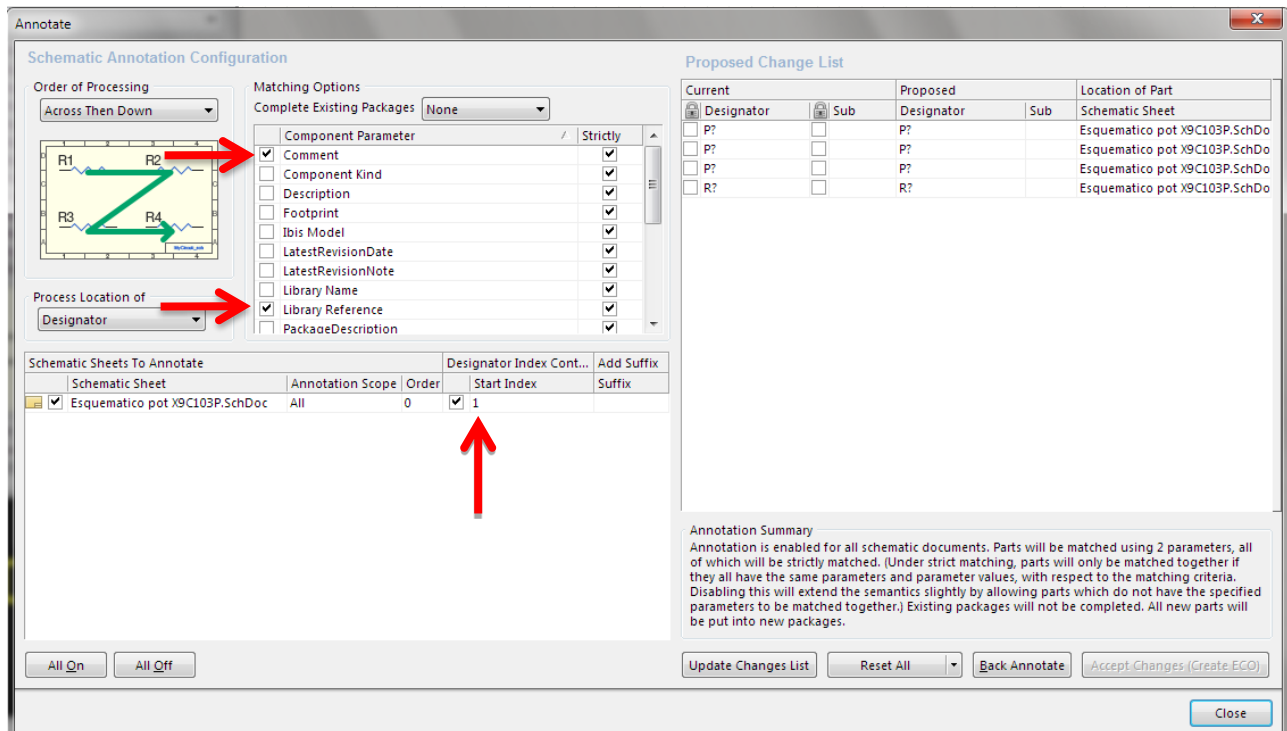 Annotate
Schematic Annotation Configuration
Order of Processing
Across Then Down
R1 R2
R3 R4
Process Location of
Designator
Matching Options
Complete Existing Packages None
Component Parameter Strictly
Comment
Component Kind
Description
Footprint
Ibis Model
LatestRevisionDate
LatestRevisionNote
Library Name
Library Reference
PackageDescription
Schematic Sheets To Annotate Designator Index Cont... Add Suffix
Schematic Sheet Annotation Scope Order Start Index Suffix
Esquematico pot X9C103P.SchDoc All 0 1
All On All Off
Proposed Change List
Current Proposed Location of Part
Designator Sub Designator Sub Schematic Sheet
P? P? Esquematico pot X9C103P.SchDo
P? P? Esquematico pot X9C103P.SchDo
P? P? Esquematico pot X9C103P.SchDo
R? R? Esquematico pot X9C103P.SchDo
Annotation Summary
Annotation is enabled for all schematic documents. Parts will be matched using 2 parameters, all
of which will be strictly matched. (Under strict matching, parts will only be matched together if
they all have the same parameters and parameter values, with respect to the matching criteria.
Disabling this will extend the semantics slightly by allowing parts which do not have the specified
parameters to be matched together.) Existing packages will not be completed. All new parts will
be put into new packages.
Update Changes List Reset All Back Annotate Accept Changes (Create ECO)
Close